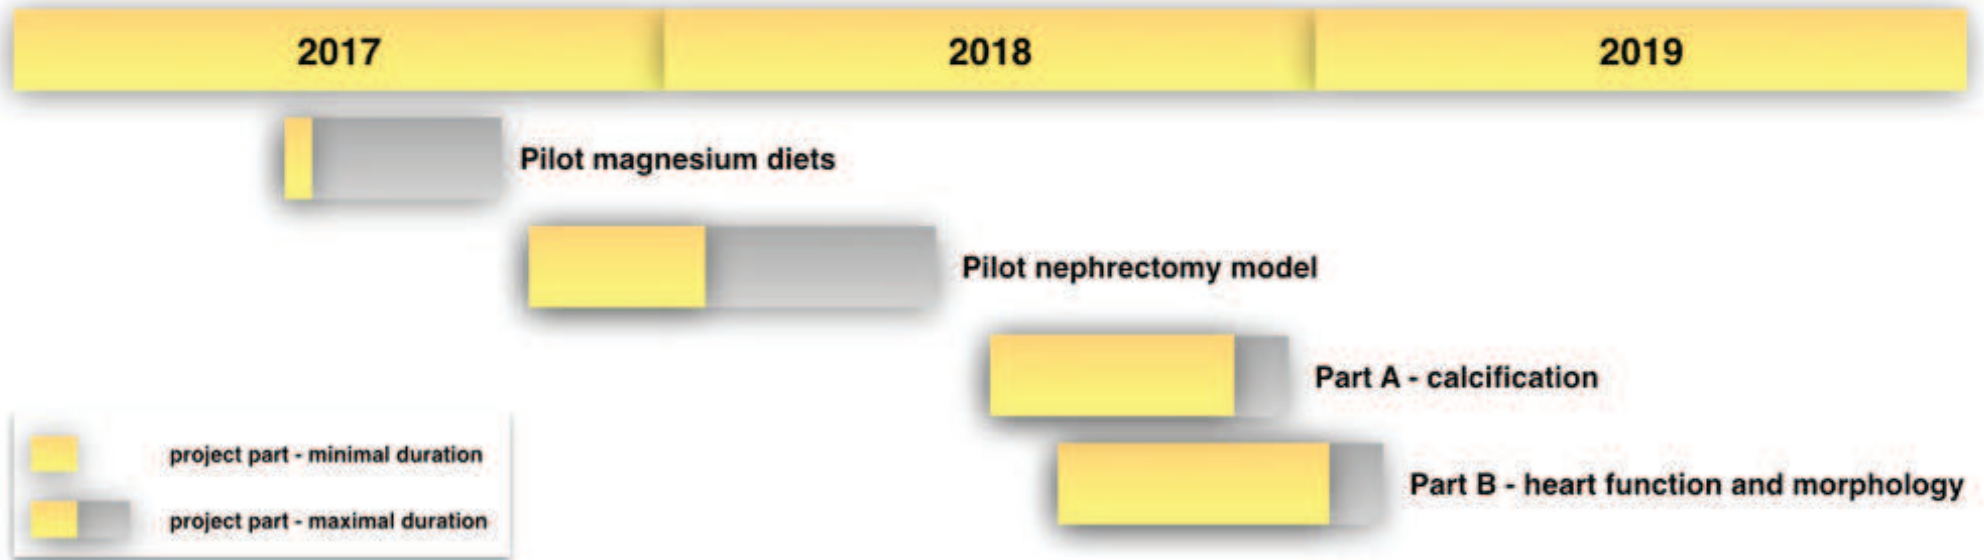 2017 2018 2019
Pilot magnesium diets
Pilot nephrectomy model
Part A - calcification
Part B - heart function and morphology
project part - minimal duration
project part - maximal duration